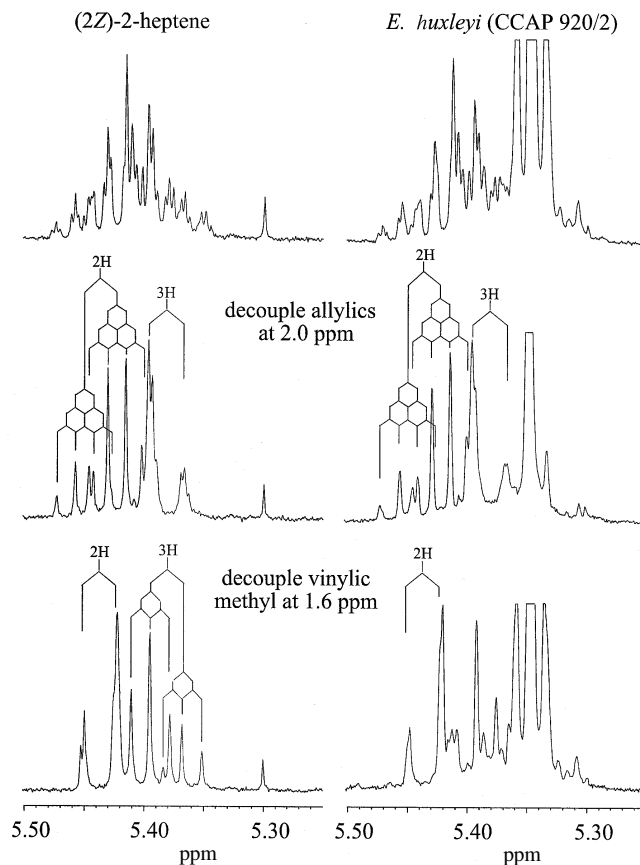 (2Z)-2-heptene
E. huxleyi (CCAP 920/2)
2H
3H
decouple allylics
at 2.0 ppm
2H
3H
2H
3H
decouple vinylic
methyl at 1.6 ppm
2H
5.50 5.40 5.30
ppm
5.50 5.40 5.30
ppm